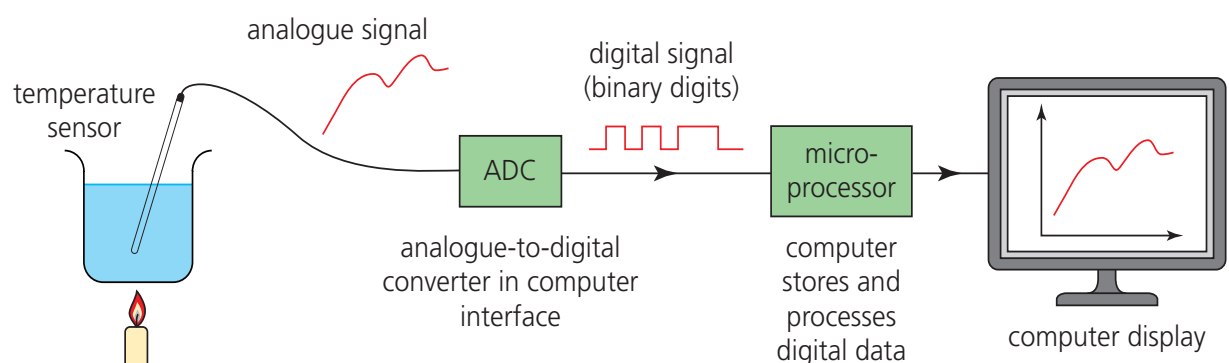 analogue signal
temperature
sensor
digital signal
(binary digits)
ADC
micro-
processor
analogue-to-digital
converter in computer
interface
computer
stores and
processes
digital data
computer display